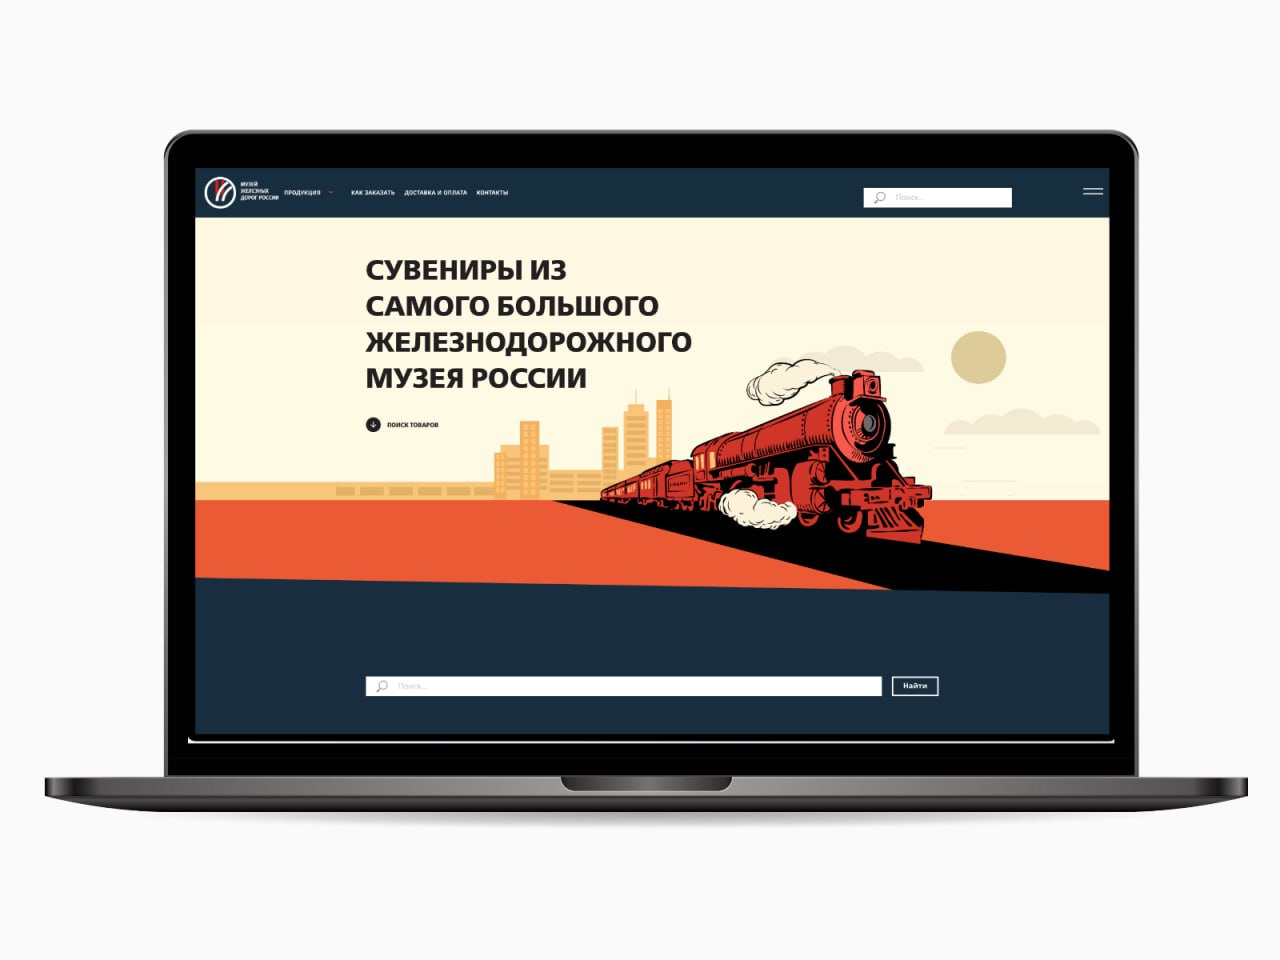 МУЗЕЙ
ЖЕЛЕЗНЫХ
ДОРОГ РОССИИ
ПРОДУКЦИЯ
КАК ЗАКАЗАТЬ
ДОСТАВКА И ОПЛАТА
КОНТАКТЫ
Поиск...
СУВЕНИРЫ ИЗ
САМОГО БОЛЬШОГО
ЖЕЛЕЗНОДОРОЖНОГО
МУЗЕЯ РОССИИ
ПОИСК ТОВАРОВ
Поиск...
Найти